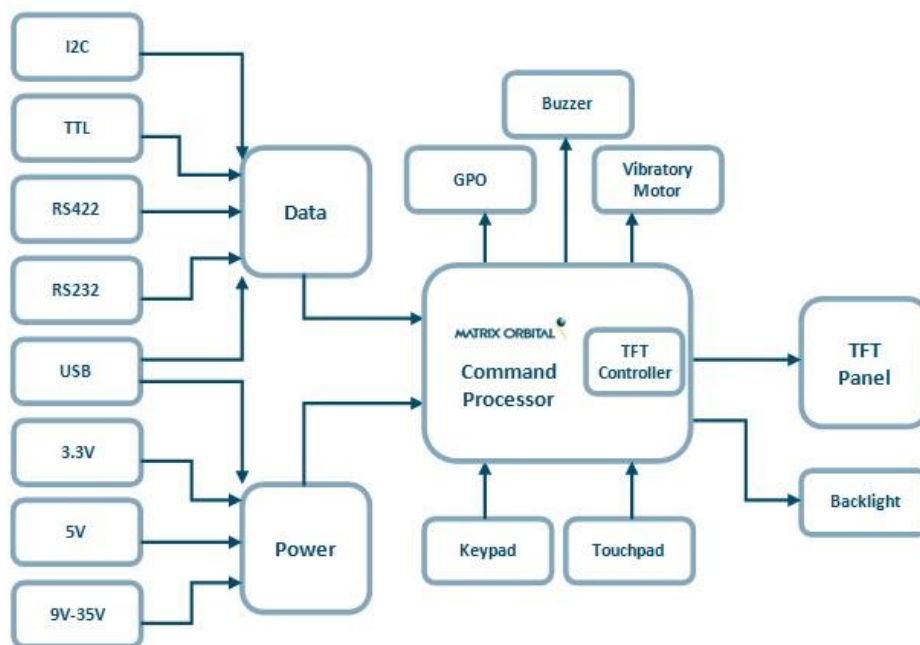 I2C
TTL
RS422
RS232
USB
3.3V
5V
9V-35V
Data
Power
GPO
Buzzer
Vibratory
Motor
MATRIX ORBITAL
Command
Processor
TFT
Controller
Keypad
Touchpad
TFT
Panel
Backlight